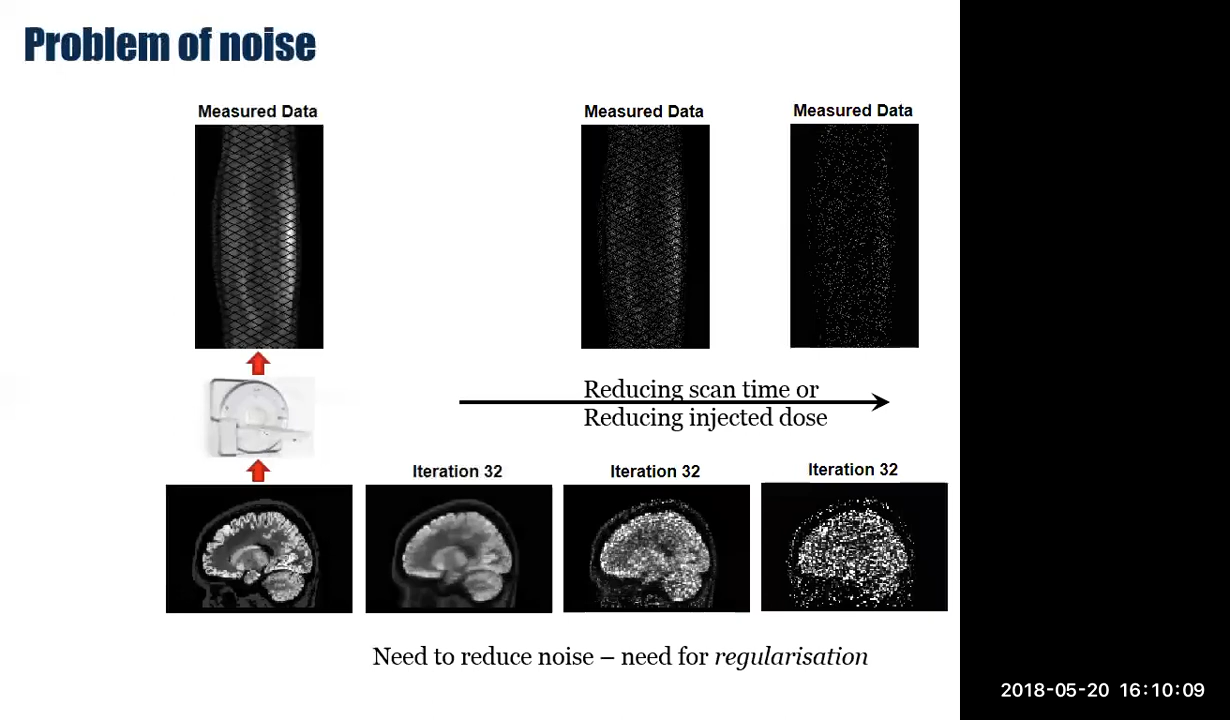 Problem of noise
Measured Data
Measured Data
Measured Data
Reducing scan time or
Reducing injected dose
Iteration 32
Iteration 32
Iteration 32
Need to reduce noise – need for regularisation
2018-05-20 16:10:09